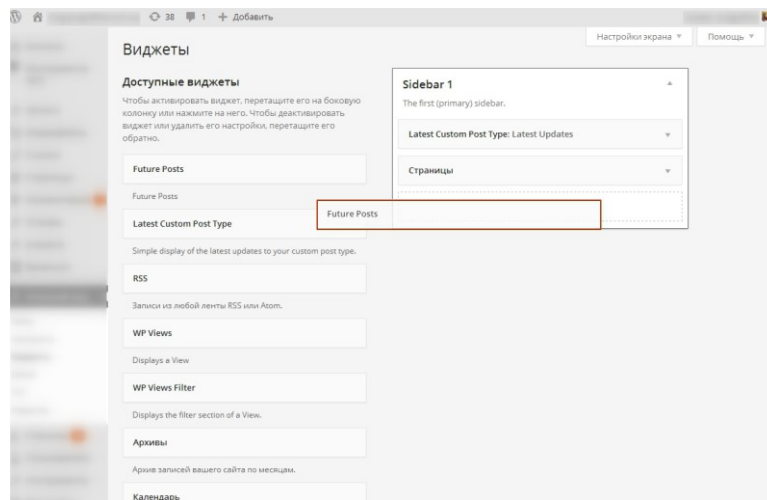 38 1 + Добавить
Настройки экрана Помощь
Виджеты
Доступные виджеты
Чтобы активировать виджет, перетащите его на боковую
колонку или нажмите на него. Чтобы деактивировать
виджет или удалить его настройки, перетащите его
обратно.
Future Posts
Future Posts
Latest Custom Post Type
Simple display of the latest updates to your custom post type.
RSS
Записи из любой ленты RSS или Atom.
WP Views
Displays a View
WP Views Filter
Displays the filter section of a View.
Архивы
Архив записей вашего сайта по месяцам.
Календарь
Sidebar 1
The first (primary) sidebar.
Latest Custom Post Type: Latest Updates
Страницы
Future Posts